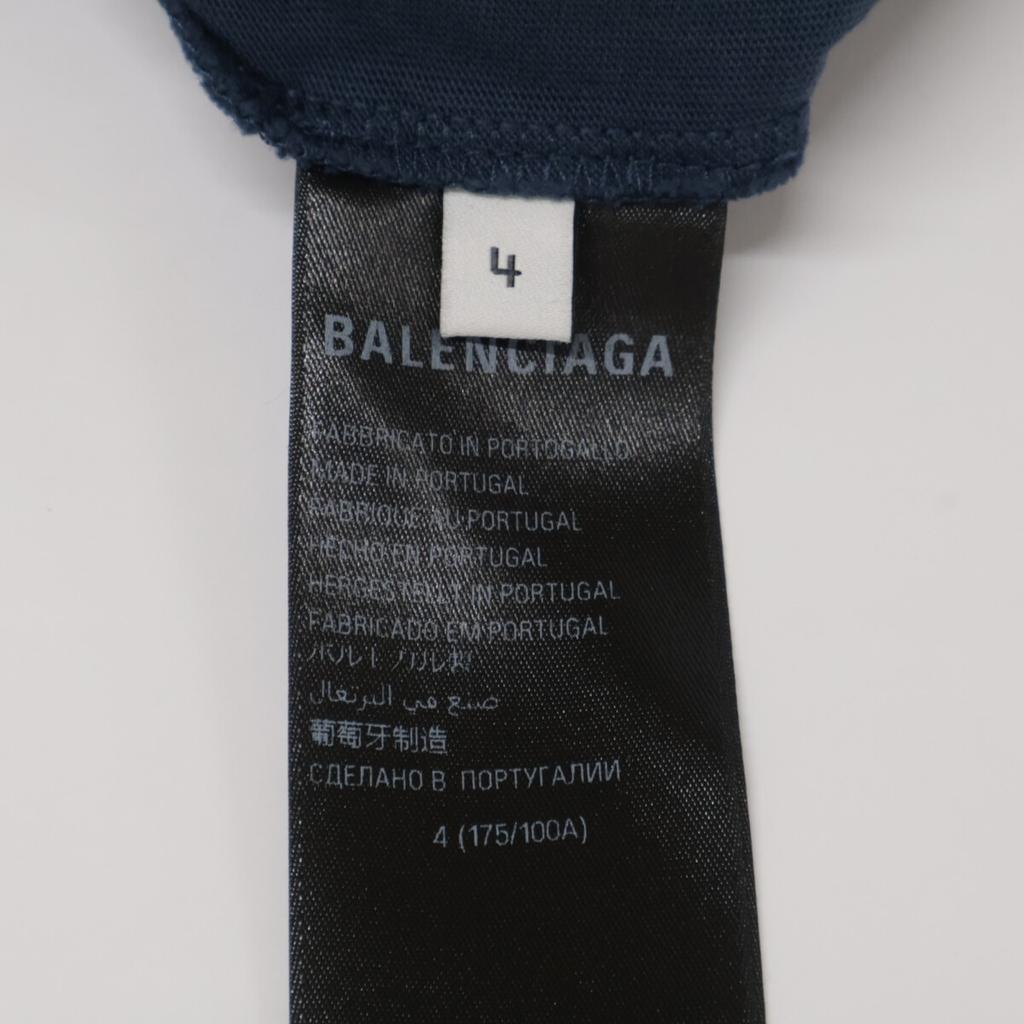 4
BALENCIAGA
FABBRICATO IN PORTOGALLO
MADE IN PORTUGAL
FABRIQUE AU PORTUGAL
HECHO EN PORTUGAL
HERGESTELLT IN PORTUGAL
FABRICADO EM PORTUGAL
ポルトガル製
صنع في البرتغال
葡萄牙制造
СДЕЛАНО В ПОРТУГАЛИИ
4 (175/100A)